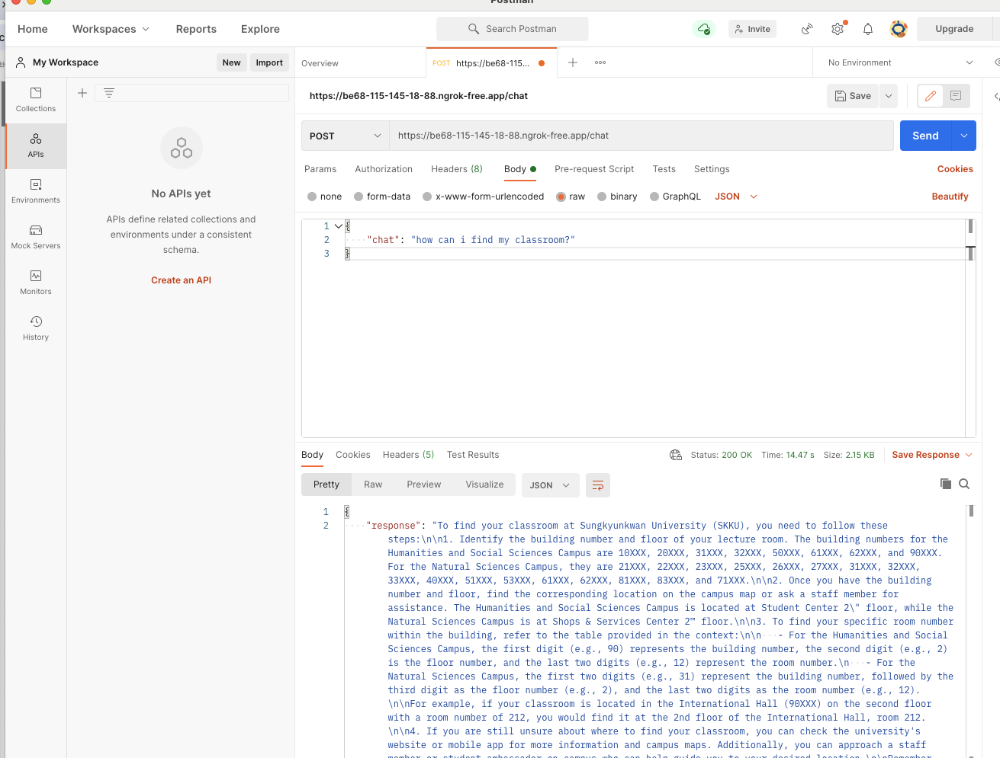 Postman
Home Workspaces Reports Explore Search Postman Invite Upgrade
My Workspace New Import Overview POST https://be68-115... No Environment
Collections
APIs
Environments
Mock Servers
Monitors
History
No APIs yet
APIs define related collections and
environments under a consistent
schema.
Create an API
https://be68-115-145-18-88.ngrok-free.app/chat Save
POST https://be68-115-145-18-88.ngrok-free.app/chat Send
Params Authorization Headers (8) Body Pre-request Script Tests Settings Cookies
none form-data x-www-form-urlencoded raw binary GraphQL JSON Beautify
1 {
2 "chat": "how can i find my classroom?"
3 }
Body Cookies Headers (5) Test Results Status: 200 OK Time: 14.47 s Size: 2.15 KB Save Response
Pretty Raw Preview Visualize JSON
1 {
2 "response": "To find your classroom at Sungkyunkwan University (SKKU), you need to follow these
steps:\n\n1. Identify the building number and floor of your lecture room. The building numbers for the
Humanities and Social Sciences Campus are 10XXX, 20XXX, 31XXX, 32XXX, 50XXX, 61XXX, 62XXX, and 90XXX.
For the Natural Sciences Campus, they are 21XXX, 22XXX, 23XXX, 25XXX, 26XXX, 27XXX, 31XXX, 32XXX,
33XXX, 40XXX, 51XXX, 53XXX, 61XXX, 62XXX, 81XXX, 83XXX, and 71XXX.\n\n2. Once you have the building
number and floor, find the corresponding location on the campus map or ask a staff member for
assistance. The Humanities and Social Sciences Campus is located at Student Center 2\" floor, while the
Natural Sciences Campus is at Shops & Services Center 2™ floor.\n\n3. To find your specific room number
within the building, refer to the table provided in the context:\n\n - For the Humanities and Social
Sciences Campus, the first digit (e.g., 90) represents the building number, the second digit (e.g., 2)
is the floor number, and the last two digits (e.g., 12) represent the room number.\n - For the
Natural Sciences Campus, the first two digits (e.g., 31) represent the building number, followed by the
third digit as the floor number (e.g., 2), and the last two digits as the room number (e.g., 12).
\n\nFor example, if your classroom is located in the International Hall (90XXX) on the second floor
with a room number of 212, you would find it at the 2nd floor of the International Hall, room 212.
\n\n4. If you are still unsure about where to find your classroom, you can check the university's
website or mobile app for more information and campus maps. Additionally, you can approach a staff
member or student ambassador on campus who can help guide you to your desired location.\n\nRemember